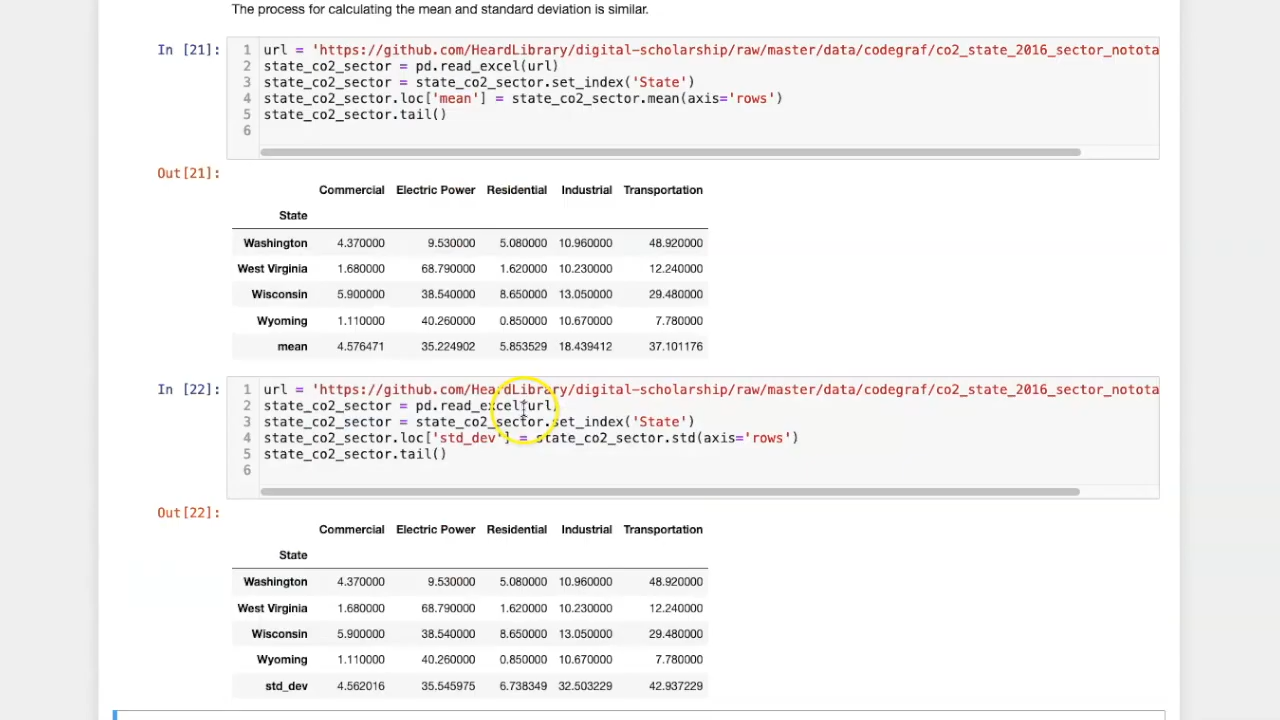 The process for calculating the mean and standard deviation is similar.
In [21]:
1 url = 'https://github.com/HeardLibrary/digital-scholarship/raw/master/data/codegraf/co2_state_2016_sector_notota
2 state_co2_sector = pd.read_excel(url)
3 state_co2_sector = state_co2_sector.set_index('State')
4 state_co2_sector.loc['mean'] = state_co2_sector.mean(axis='rows')
5 state_co2_sector.tail()
6
Out[21]:
Commercial Electric Power Residential Industrial Transportation
State
Washington 4.370000 9.530000 5.080000 10.960000 48.920000
West Virginia 1.680000 68.790000 1.620000 10.230000 12.240000
Wisconsin 5.900000 38.540000 8.650000 13.050000 29.480000
Wyoming 1.110000 40.260000 0.850000 10.670000 7.780000
mean 4.576471 35.224902 5.853529 18.439412 37.101176
In [22]:
1 url = 'https://github.com/HeardLibrary/digital-scholarship/raw/master/data/codegraf/co2_state_2016_sector_notota
2 state_co2_sector = pd.read_excel(url)
3 state_co2_sector = state_co2_sector.set_index('State')
4 state_co2_sector.loc['std_dev'] = state_co2_sector.std(axis='rows')
5 state_co2_sector.tail()
6
Out[22]:
Commercial Electric Power Residential Industrial Transportation
State
Washington 4.370000 9.530000 5.080000 10.960000 48.920000
West Virginia 1.680000 68.790000 1.620000 10.230000 12.240000
Wisconsin 5.900000 38.540000 8.650000 13.050000 29.480000
Wyoming 1.110000 40.260000 0.850000 10.670000 7.780000
std_dev 4.562016 35.545975 6.738349 32.503229 42.937229